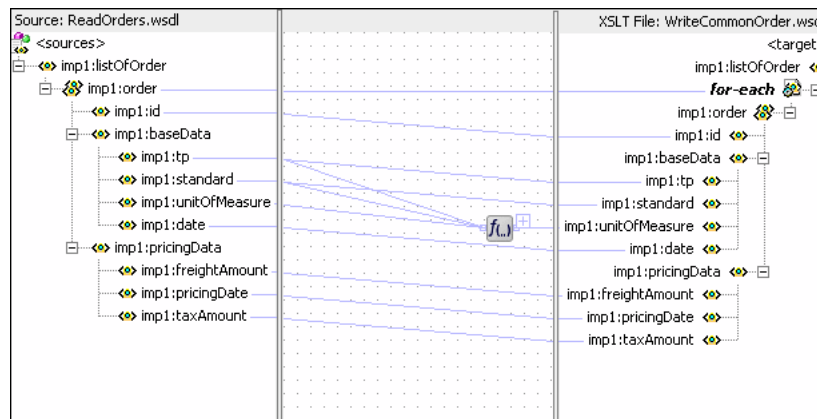 Source: ReadOrders.wsdl
<sources>
imp1:listOfOrder
imp1:order
imp1:id
imp1:baseData
imp1:tp
imp1:standard
imp1:unitOfMeasure
imp1:date
imp1:pricingData
imp1:freightAmount
imp1:pricingDate
imp1:taxAmount
f(..)
XSLT File: WriteCommonOrder.wsd
<target
imp1:listOfOrder
for-each
imp1:order
imp1:id
imp1:baseData
imp1:tp
imp1:standard
imp1:unitOfMeasure
imp1:date
imp1:pricingData
imp1:freightAmount
imp1:pricingDate
imp1:taxAmount